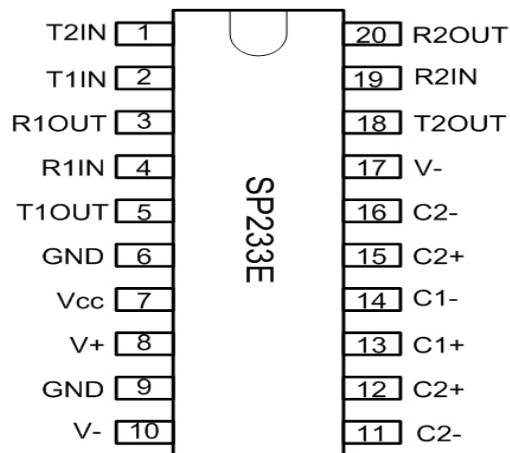 T2IN 1 20 R2OUT
T1IN 2 19 R2IN
R1OUT 3 18 T2OUT
R1IN 4 17 V-
T1OUT 5 16 C2-
GND 6 15 C2+
Vcc 7 14 C1-
V+ 8 13 C1+
GND 9 12 C2+
V- 10 11 C2-
SP233E